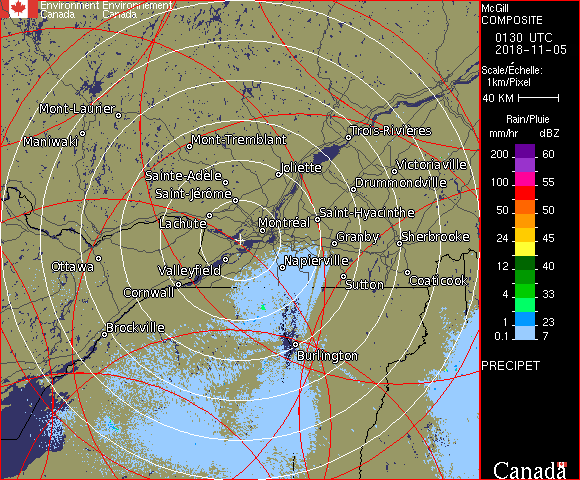 Environment Environnement
Canada Canada
McGill
COMPOSITE
0130 UTC
2018-11-05
Scale/Échelle:
1km/Pixel
40 KM
Rain/Pluie
mm/hr dBZ
200 60
100 55
50 50
24 45
12 40
4 33
1 23
0.1 7
PRECIPET
Canada
Mont-Laurier
Maniwaki
Trois-Rivières
Mont-Tremblant
Joliette
Victoriaville
Sainte-Adèle
Drummondville
Saint-Jérôme
Saint-Hyacinthe
Lachute
Montréal
Granby
Sherbrooke
Ottawa
Napierville
Valleyfield
Sutton
Coaticook
Cornwall
Brockville
Burlington